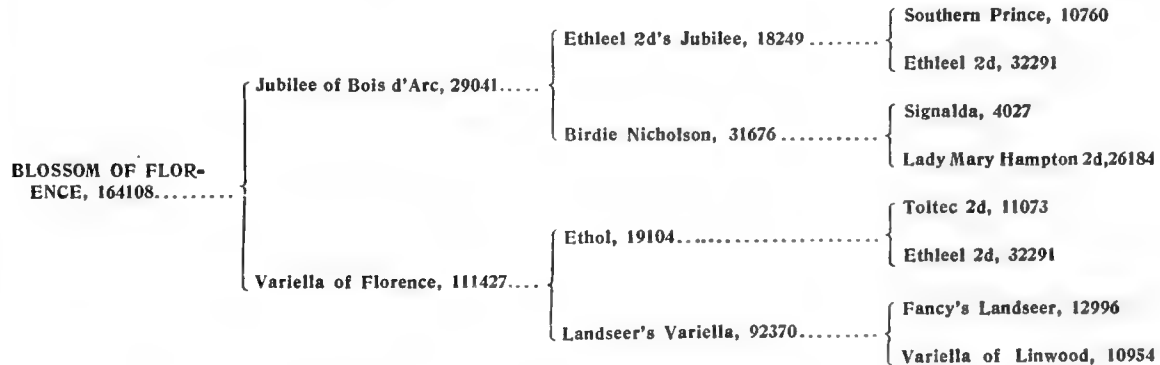 Southern Prince, 10760
Ethleel 2d's Jubilee, 18249
Ethleel 2d, 32291
Jubilee of Bois d'Arc, 29041
Signalda, 4027
Birdie Nicholson, 31676
Lady Mary Hampton 2d, 26184
BLOSSOM OF FLOR-
ENCE, 164108
Toltec 2d, 11073
Ethol, 19104
Ethleel 2d, 32291
Variella of Florence, 111427
Fancy's Landseer, 12996
Landseer's Variella, 92370
Variella of Linwood, 10954